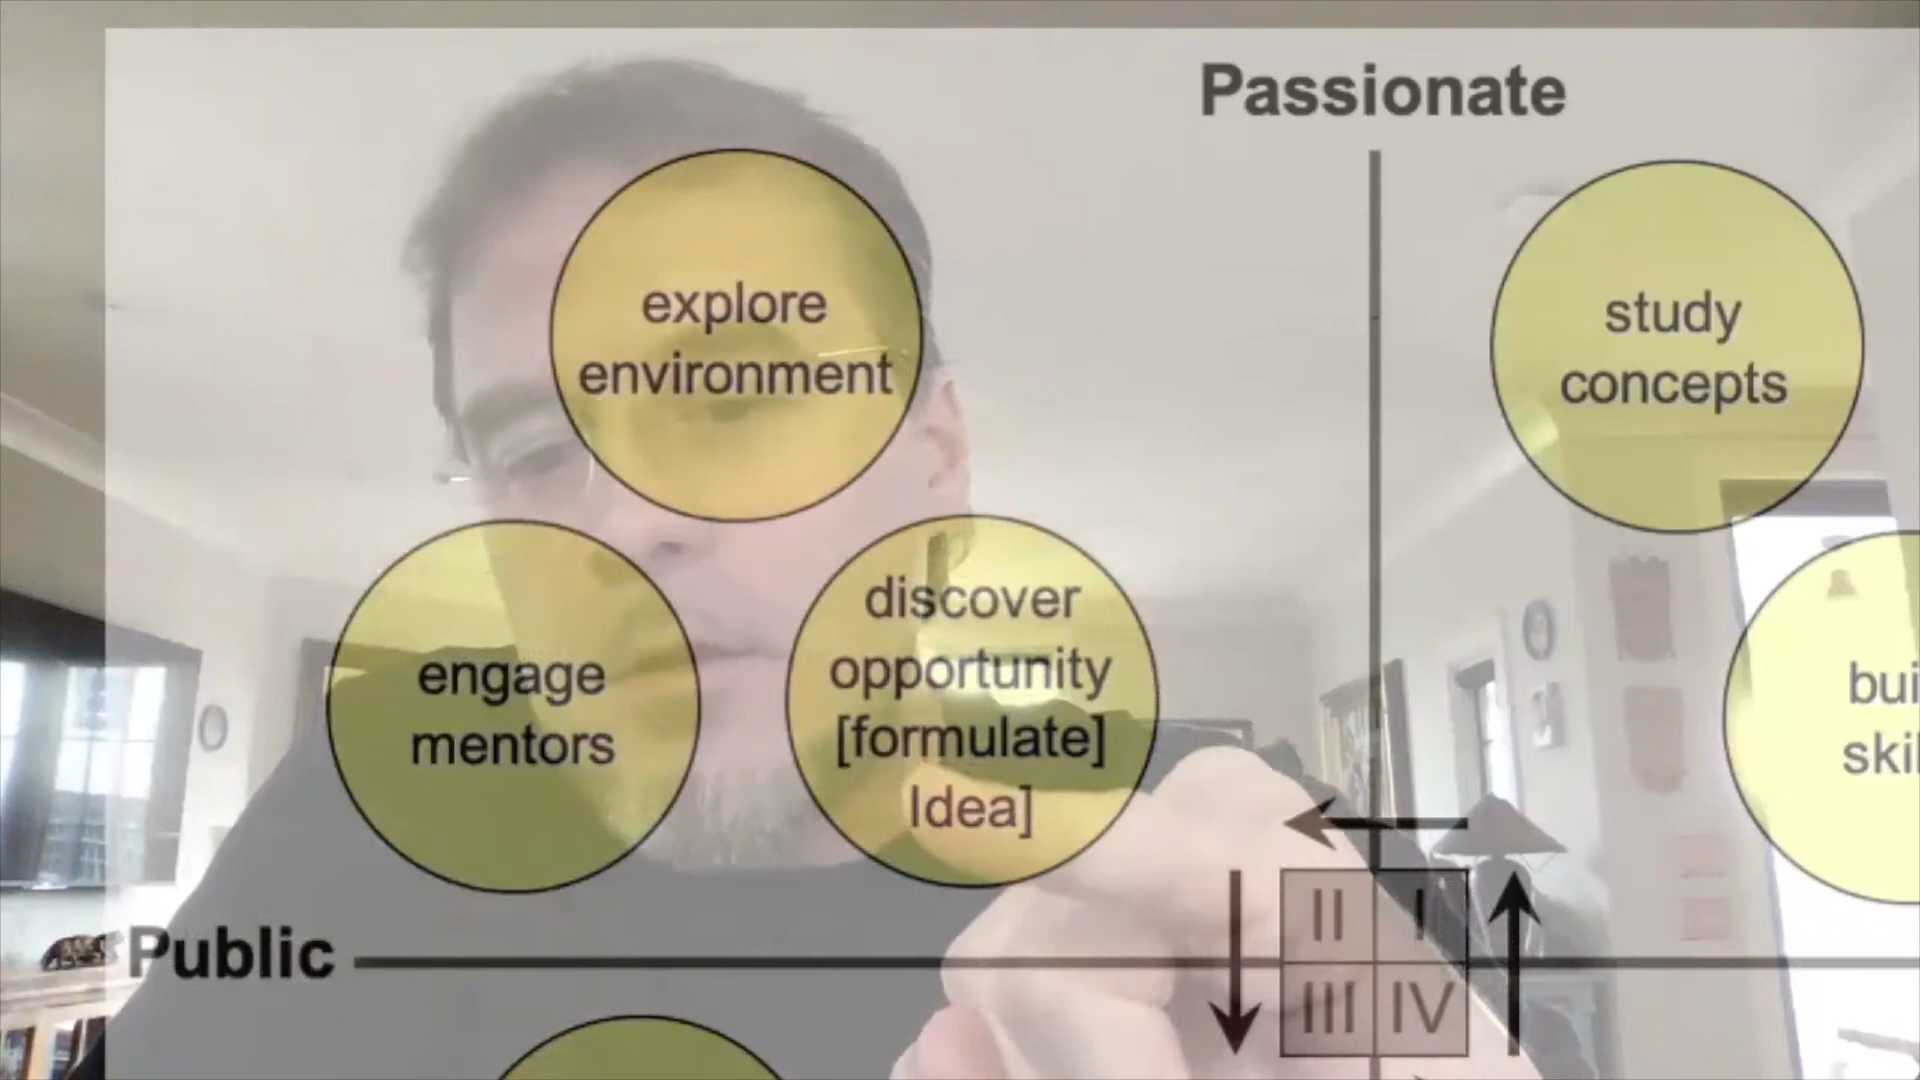 Passionate
explore
environment
study
concepts
engage
mentors
discover
opportunity
[formulate]
Idea]
Public
II
I
III
IV